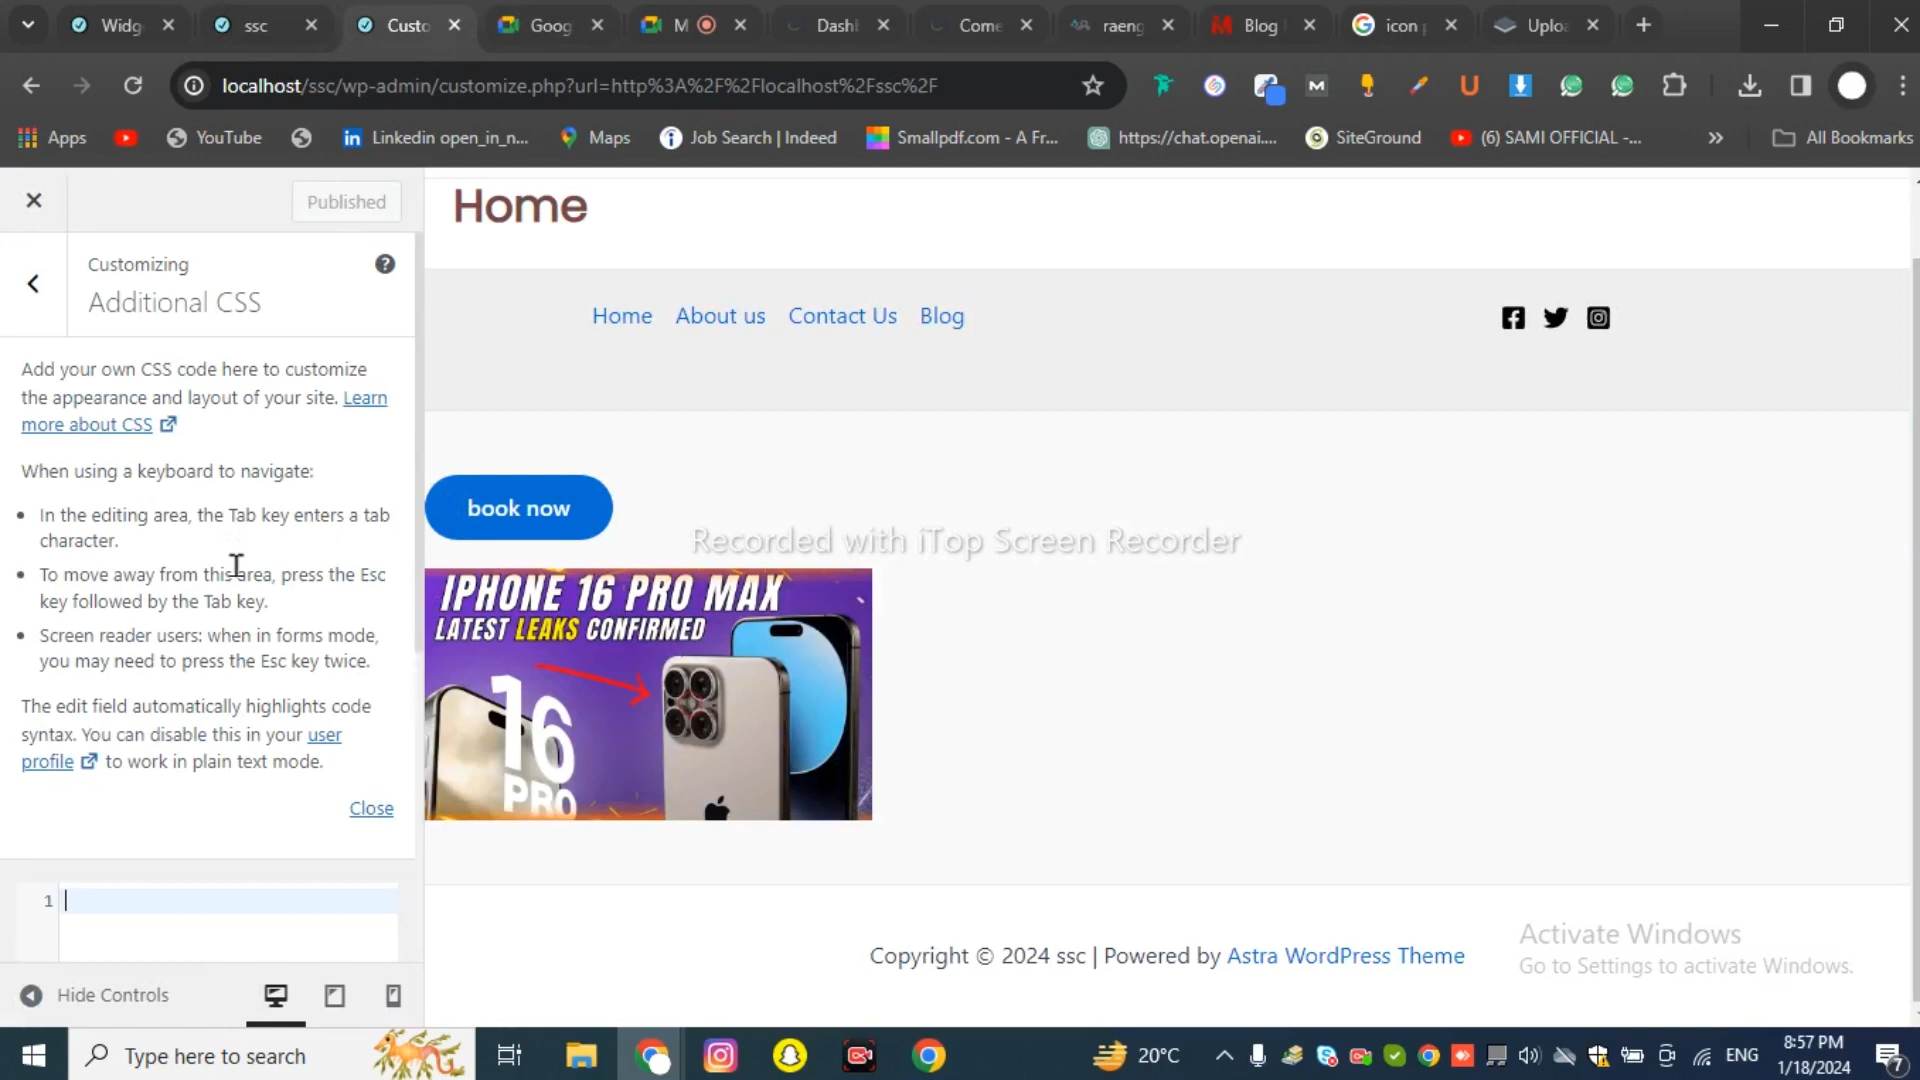 Widg
ssc
Custo
Goog
M
Dashb
Come
raeng
Blog
icon
Uploa
localhost/ssc/wp-admin/customize.php?url=http%3A%2F%2Flocalhost%2Fssc%2F
Apps
YouTube
Linkedin open_in_n...
Maps
Job Search | Indeed
Smallpdf.com - A Fr...
https://chat.openai....
SiteGround
(6) SAMI OFFICIAL -...
All Bookmarks
Published
Customizing
Additional CSS
Add your own CSS code here to customize
the appearance and layout of your site. Learn
more about CSS
When using a keyboard to navigate:
In the editing area, the Tab key enters a tab
character.
To move away from this area, press the Esc
key followed by the Tab key.
Screen reader users: when in forms mode,
you may need to press the Esc key twice.
The edit field automatically highlights code
syntax. You can disable this in your user
profile to work in plain text mode.
Close
1
Hide Controls
Home
Home About us Contact Us Blog
book now
Recorded with iTop Screen Recorder
IPHONE 16 PRO MAX
LATEST LEAKS CONFIRMED
16
PRO
Copyright © 2024 ssc | Powered by Astra WordPress Theme
Activate Windows
Go to Settings to activate Windows.
Type here to search
20°C
ENG
8:57 PM
1/18/2024
7